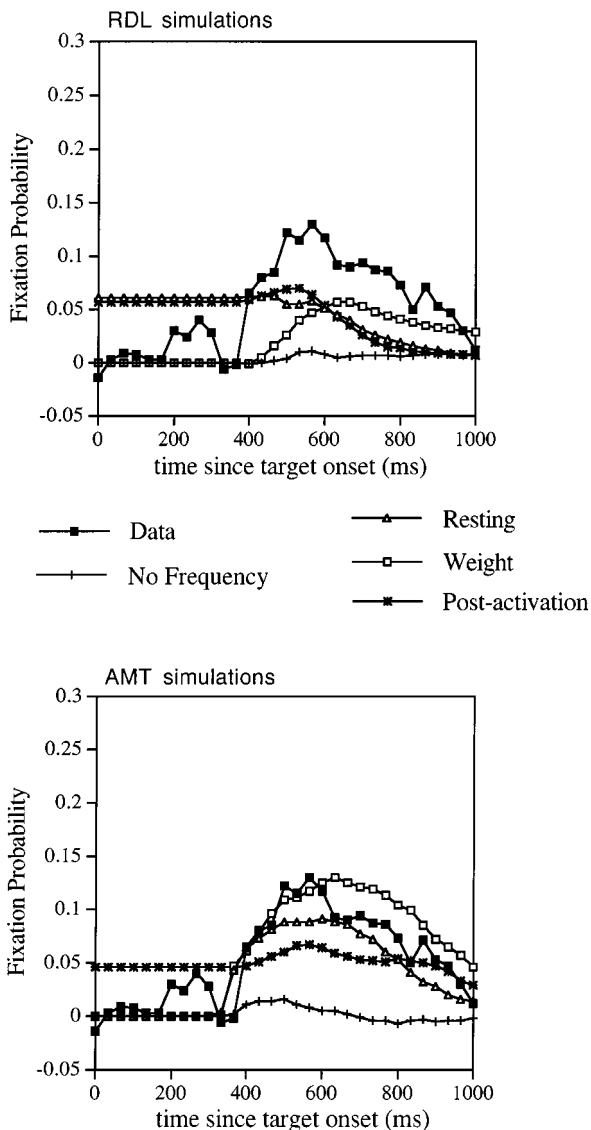 RDL simulations
0.3
0.25
0.2
0.15
0.1
0.05
0
-0.05
Fixation Probability
0 200 400 600 800 1000
time since target onset (ms)
Data
No Frequency
Resting
Weight
Post-activation
AMT simulations
0.3
0.25
0.2
0.15
0.1
0.05
0
-0.05
Fixation Probability
0 200 400 600 800 1000
time since target onset (ms)